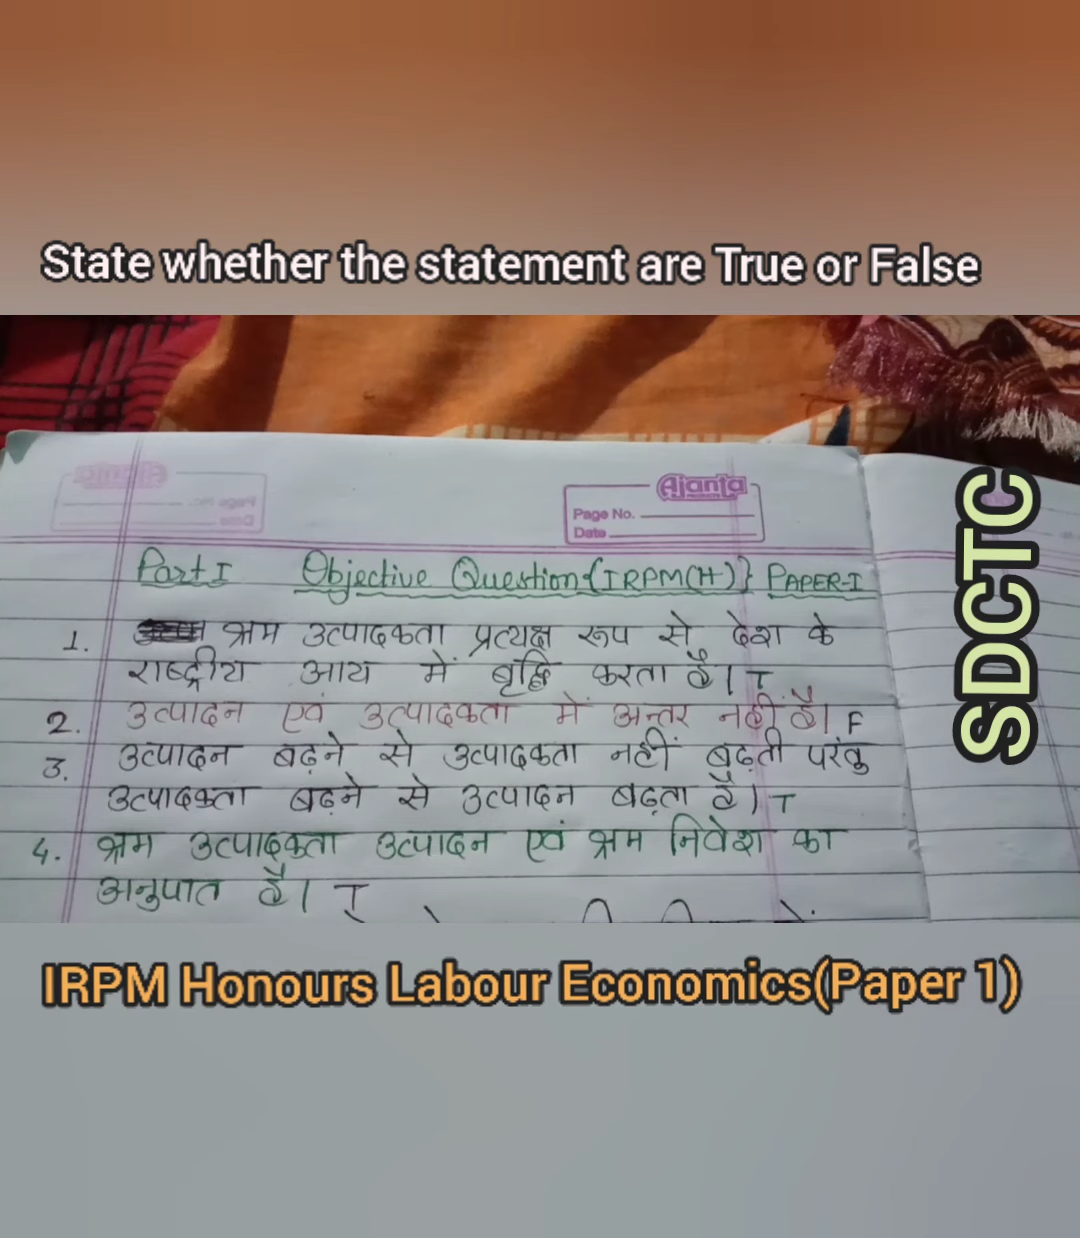 State whether the statement are True or False
Ajanta
Page No.
Date
Part I Objective Question {IRPM(H)} PAPER-I
1. श्रम उत्पादकता प्रत्यक्ष रूप से देश के
राष्ट्रीय आय में बृद्धि करता है। T
2. उत्पादन एवं उत्पादकता में अन्तर नहीं है। F
3. उत्पादन बढ़ने से उत्पादकता नहीं बढ़ती परंतु
उत्पादकता बढ़ने से उत्पादन बढ़ता है। T
4. श्रम उत्पादकता उत्पादन एवं श्रम निवेश का
अनुपात है। T
SDCTC
IRPM Honours Labour Economics(Paper 1)